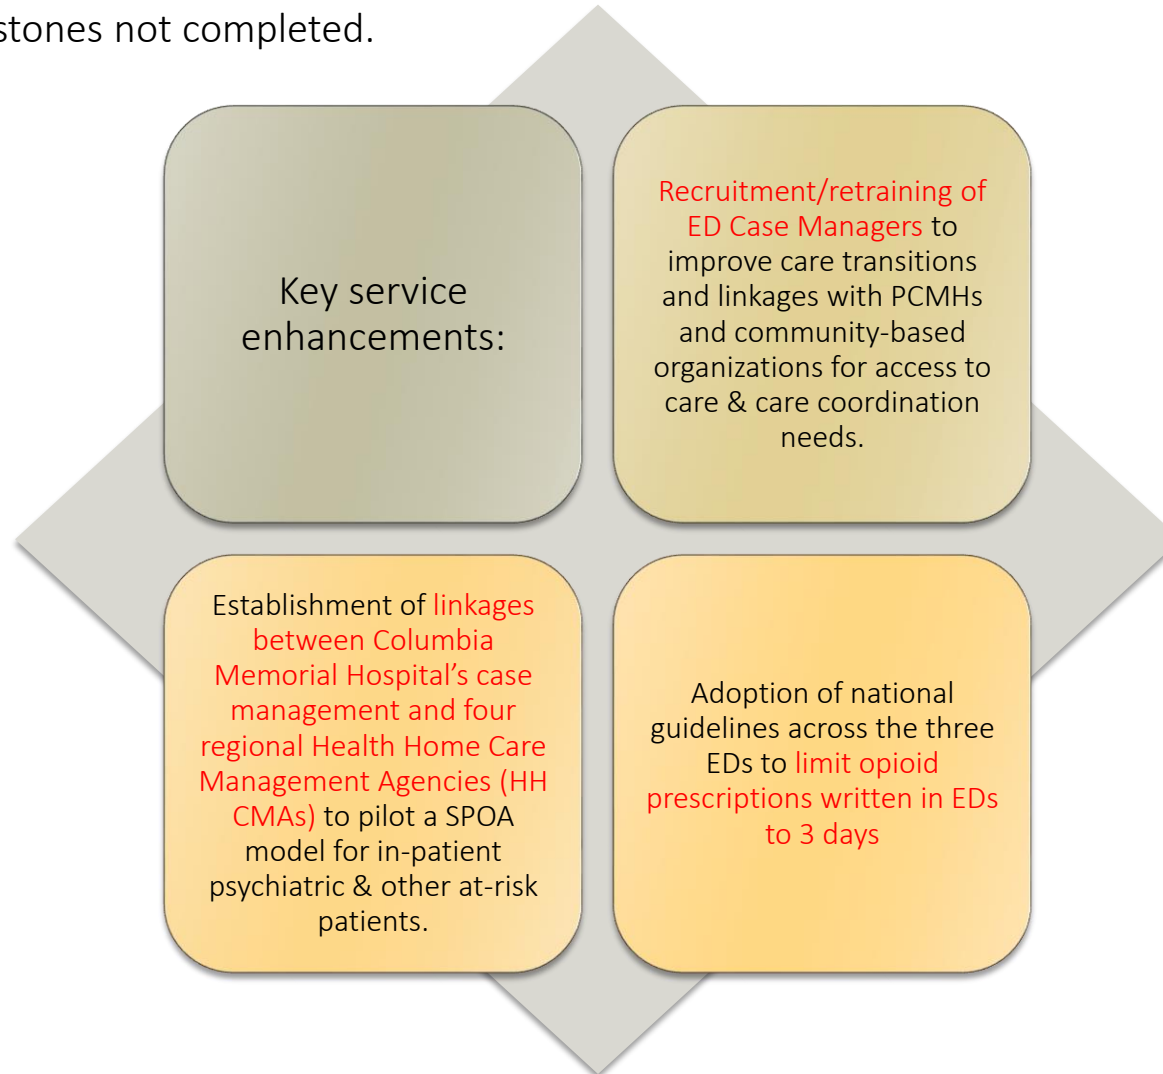 stones not completed.
Key service
enhancements:
Recruitment/retraining of
ED Case Managers to
improve care transitions
and linkages with PCMHs
and community-based
organizations for access to
care & care coordination
needs.
Establishment of linkages
between Columbia
Memorial Hospital’s case
management and four
regional Health Home Care
Management Agencies (HH
CMAs) to pilot a SPOA
model for in-patient
psychiatric & other at-risk
patients.
Adoption of national
guidelines across the three
EDs to limit opioid
prescriptions written in EDs
to 3 days